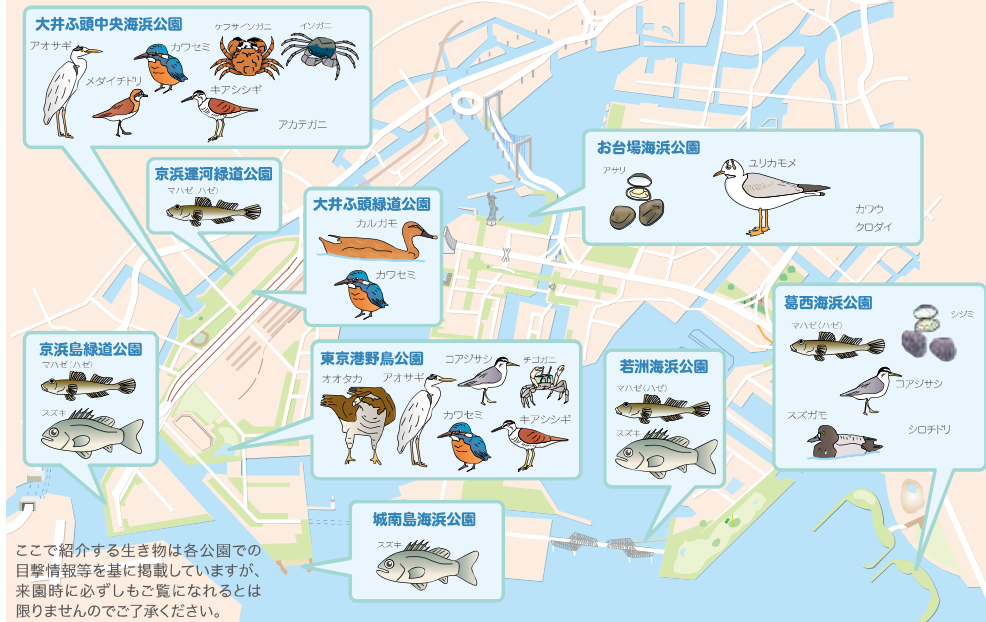 大井ふ頭中央海浜公園
アオサギ
カワセミ
ケフサイソガニ
イソガニ
メダイチドリ
キアシシギ
アカテガニ
京浜運河緑道公園
マハゼ(ハゼ)
大井ふ頭緑道公園
カルガモ
カワセミ
お台場海浜公園
アサリ
ユリカモメ
カワウ
クロダイ
京浜島緑道公園
マハゼ(ハゼ)
スズキ
東京港野鳥公園
オオタカ
アオサギ
コアジサシ
チゴガニ
カワセミ
キアシシギ
若洲海浜公園
マハゼ(ハゼ)
スズキ
葛西海浜公園
マハゼ(ハゼ)
シジミ
コアジサシ
スズガモ
シロチドリ
城南島海浜公園
スズキ
ここで紹介する生き物は各公園での
目撃情報等を基に掲載していますが、
来園時に必ずしもご覧になれるとは
限りませんのでご了承ください。